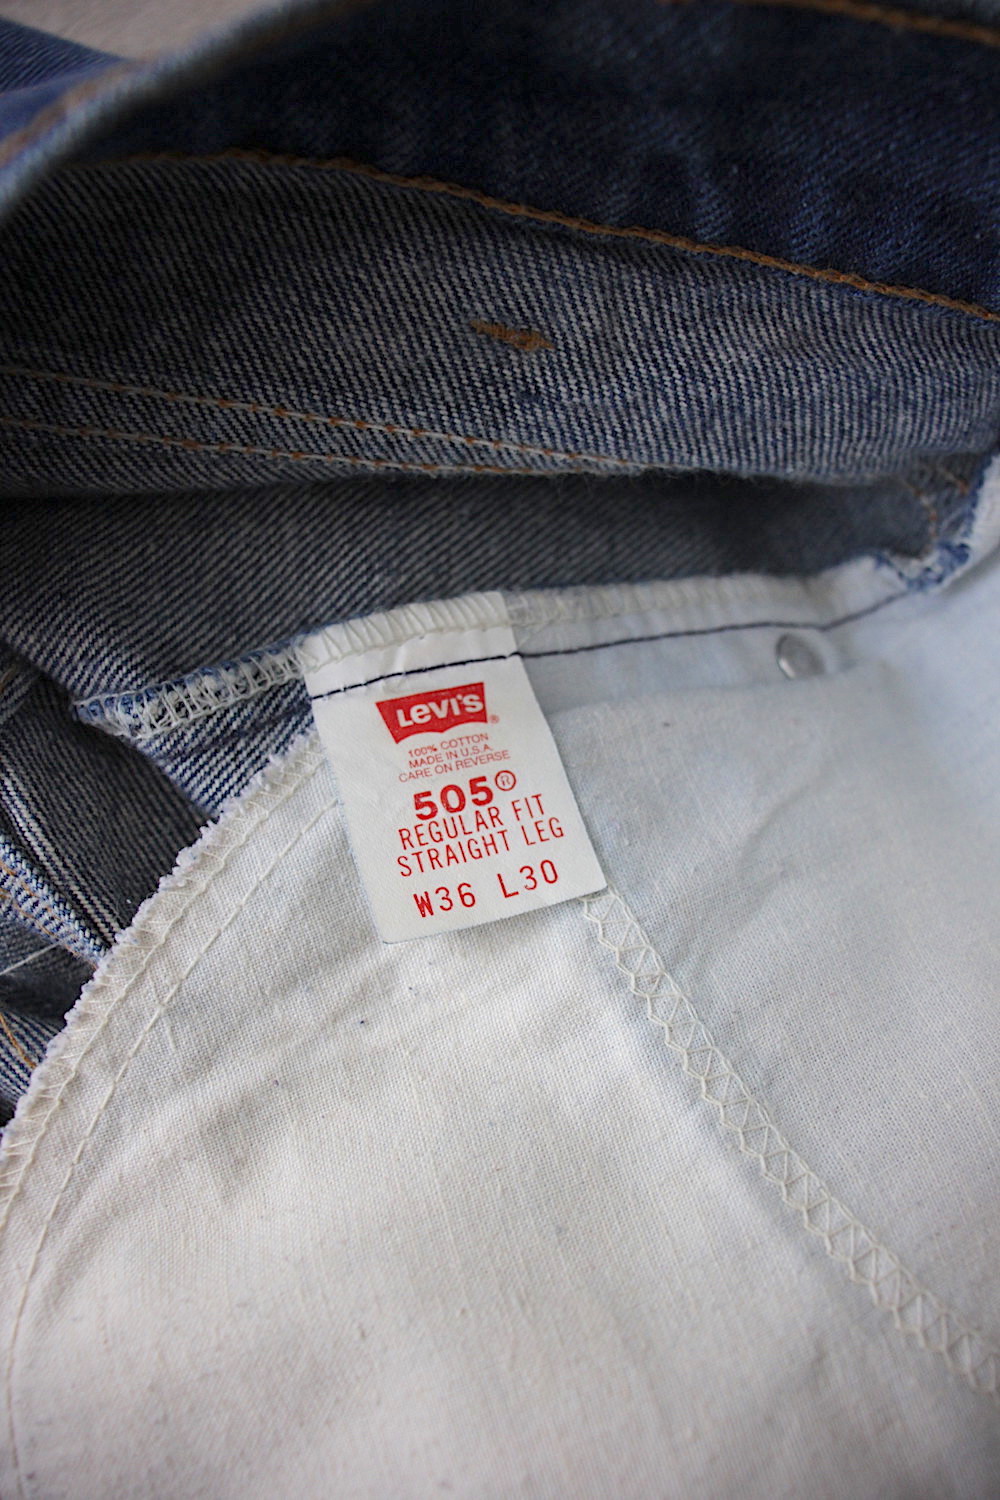 Levi's®
100% COTTON
MADE IN U.S.A.
CARE ON REVERSE
505®
REGULAR FIT
STRAIGHT LEG
W36 L30